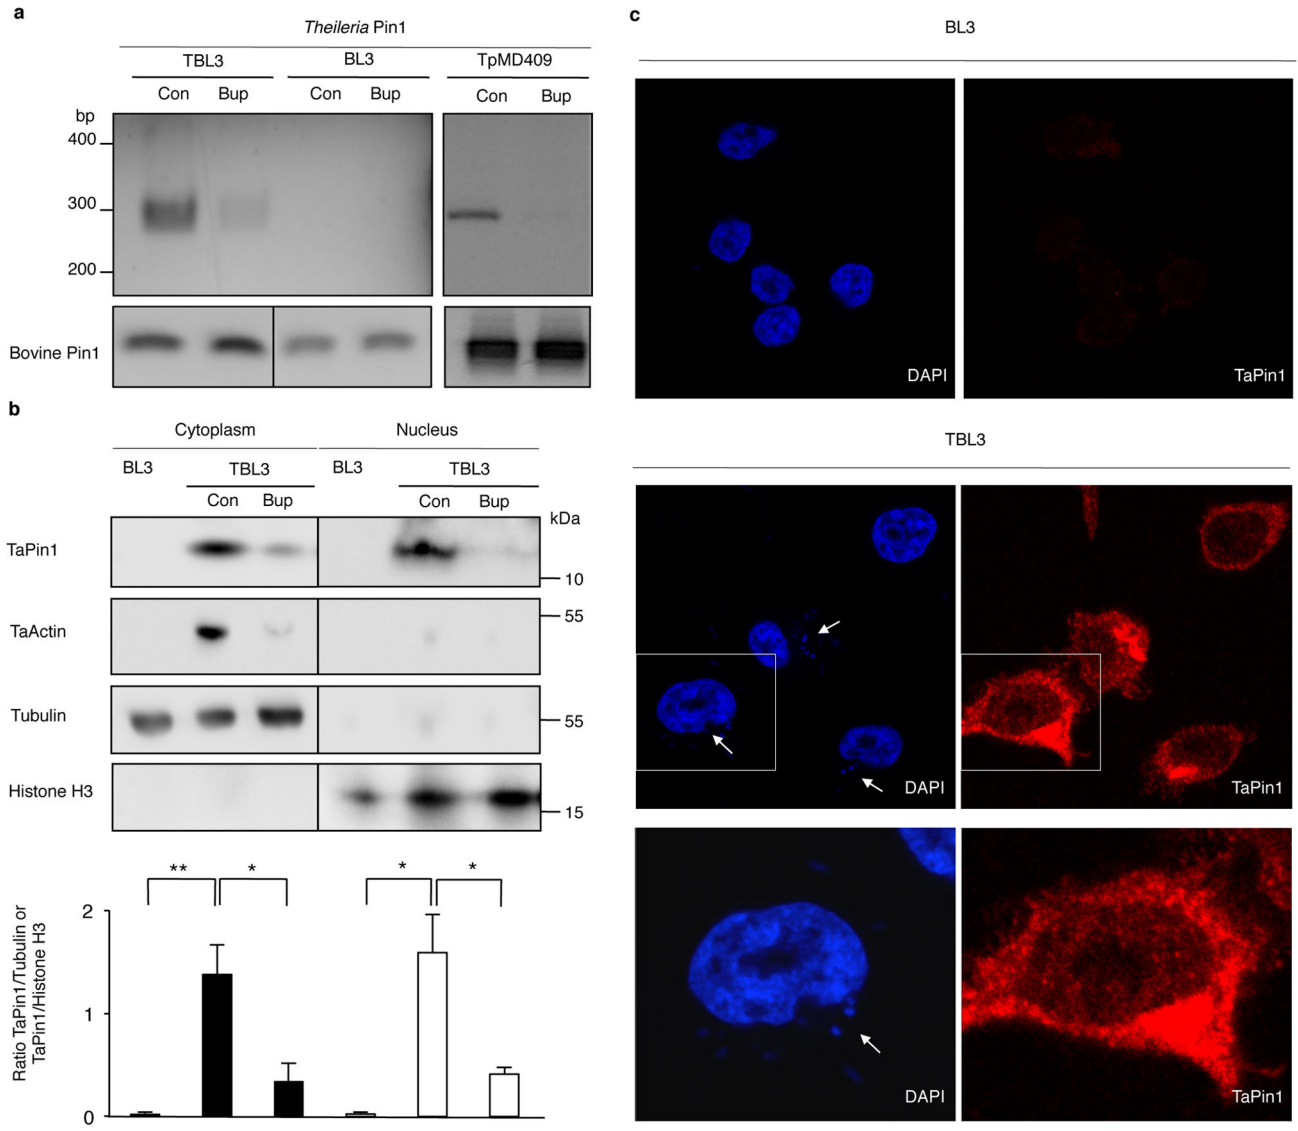 a
Theileria Pin1
TBL3 BL3 TpMD409
Con Bup Con Bup Con Bup
bp
400
300
200
Bovine Pin1
b
Cytoplasm Nucleus
BL3 TBL3 BL3 TBL3
Con Bup Con Bup
kDa
TaPin1
10
55
TaActin
Tubulin
55
Histone H3
15
** * * *
2
1
0
Ratio TaPin1/Tubulin or
TaPin1/Histone H3
c
BL3
DAPI TaPin1
TBL3
DAPI TaPin1
DAPI TaPin1